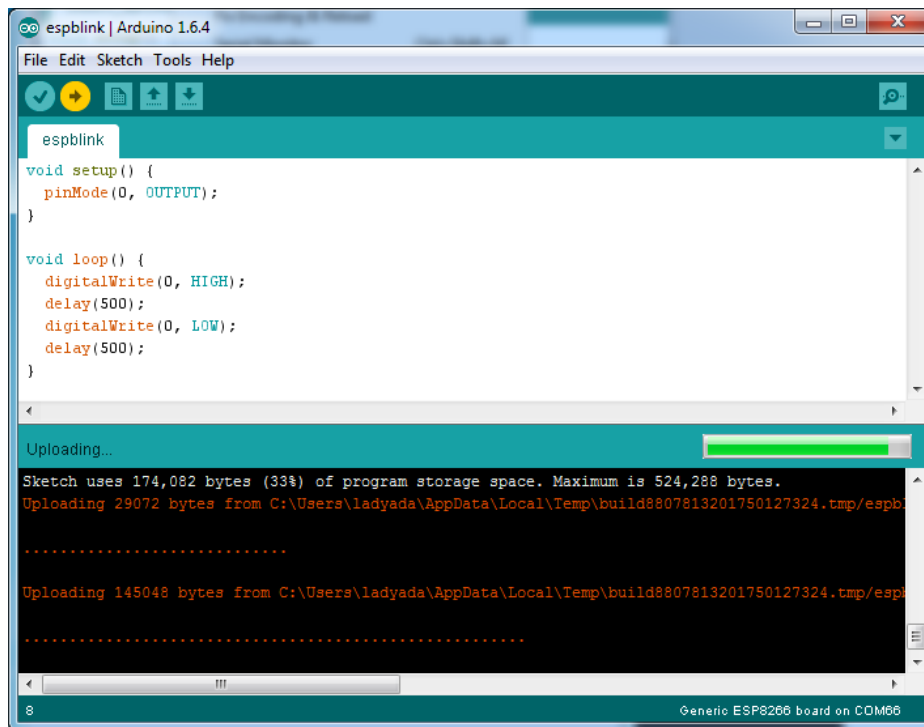 espblink | Arduino 1.6.4
File Edit Sketch Tools Help
espblink
void setup() {
  pinMode(0, OUTPUT);
}
void loop() {
  digitalWrite(0, HIGH);
  delay(500);
  digitalWrite(0, LOW);
  delay(500);
}
Uploading...
Sketch uses 174,082 bytes (33%) of program storage space. Maximum is 524,288 bytes.
Uploading 29072 bytes from C:\Users\ladyada\AppData\Local\Temp\build8807813201750127324.tmp/espbl
.............................
Uploading 145048 bytes from C:\Users\ladyada\AppData\Local\Temp\build8807813201750127324.tmp/espb
.......................................................
8 Generic ESP8266 board on COM66